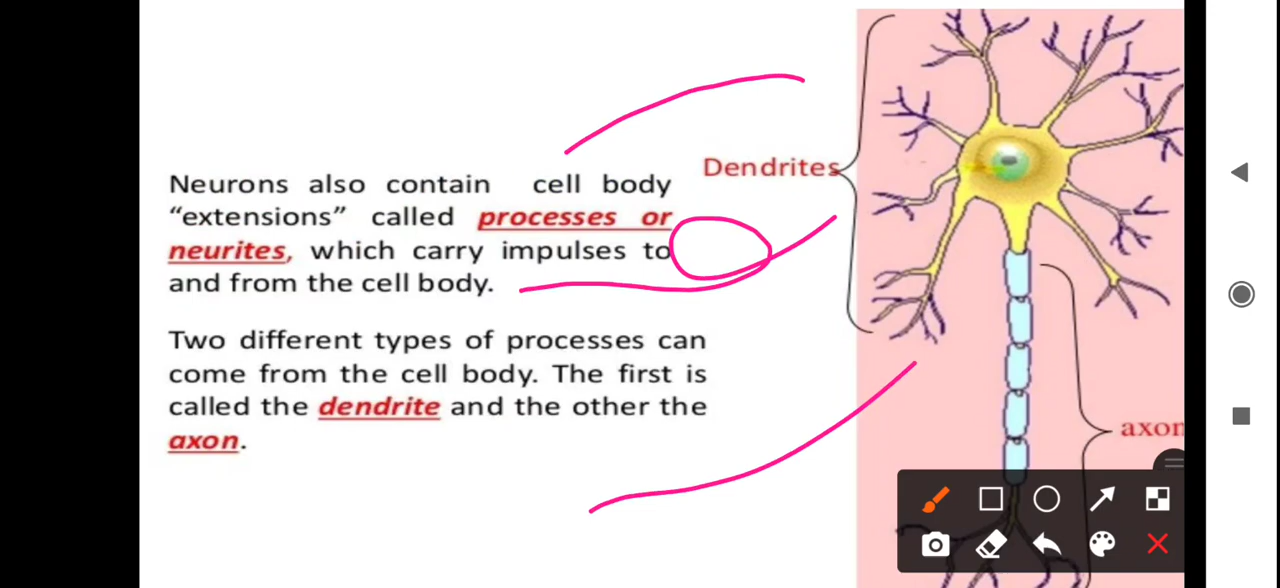 Neurons also contain cell body
“extensions” called processes or
neurites, which carry impulses to
and from the cell body.
Two different types of processes can
come from the cell body. The first is
called the dendrite and the other the
axon.
Dendrites
axon